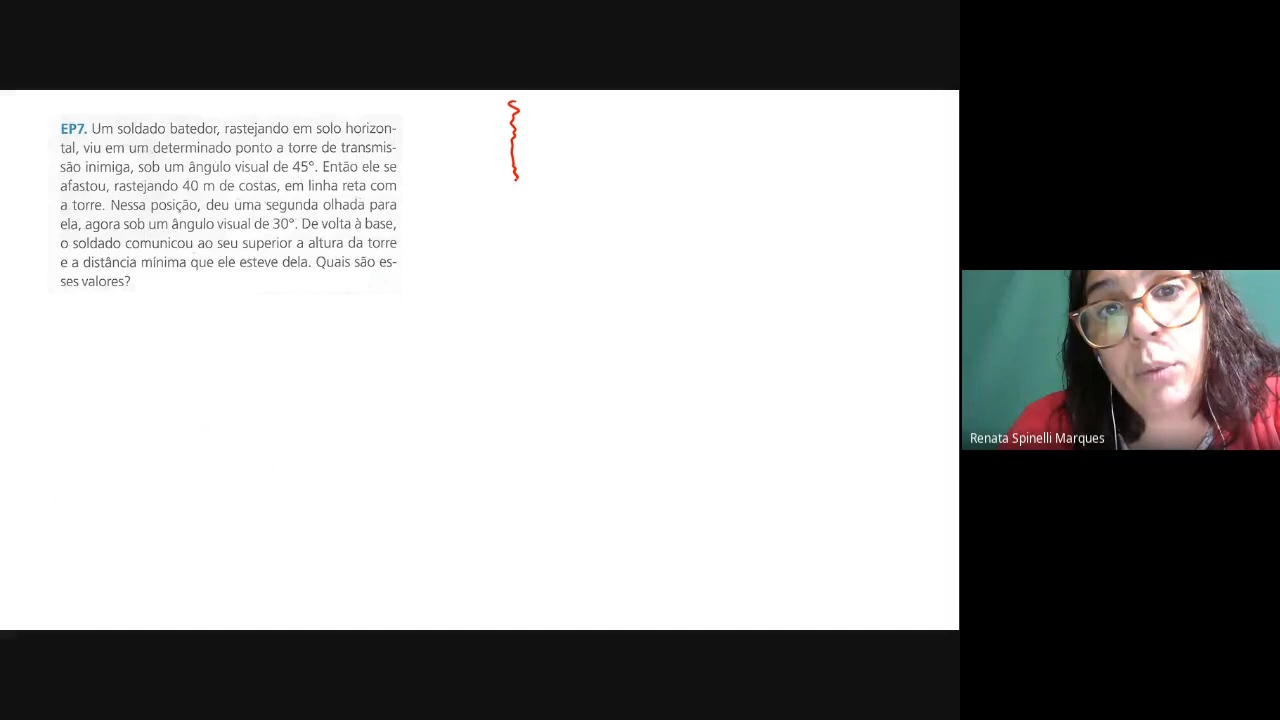 EP7. Um soldado batedor, rastejando em solo horizon-
tal, viu em um determinado ponto a torre de transmis-
são inimiga, sob um ângulo visual de 45°. Então ele se
afastou, rastejando 40 m de costas, em linha reta com
a torre. Nessa posição, deu uma segunda olhada para
ela, agora sob um ângulo visual de 30°. De volta à base,
o soldado comunicou ao seu superior a altura da torre
e a distância mínima que ele esteve dela. Quais são es-
ses valores?
Renata Spinelli Marques